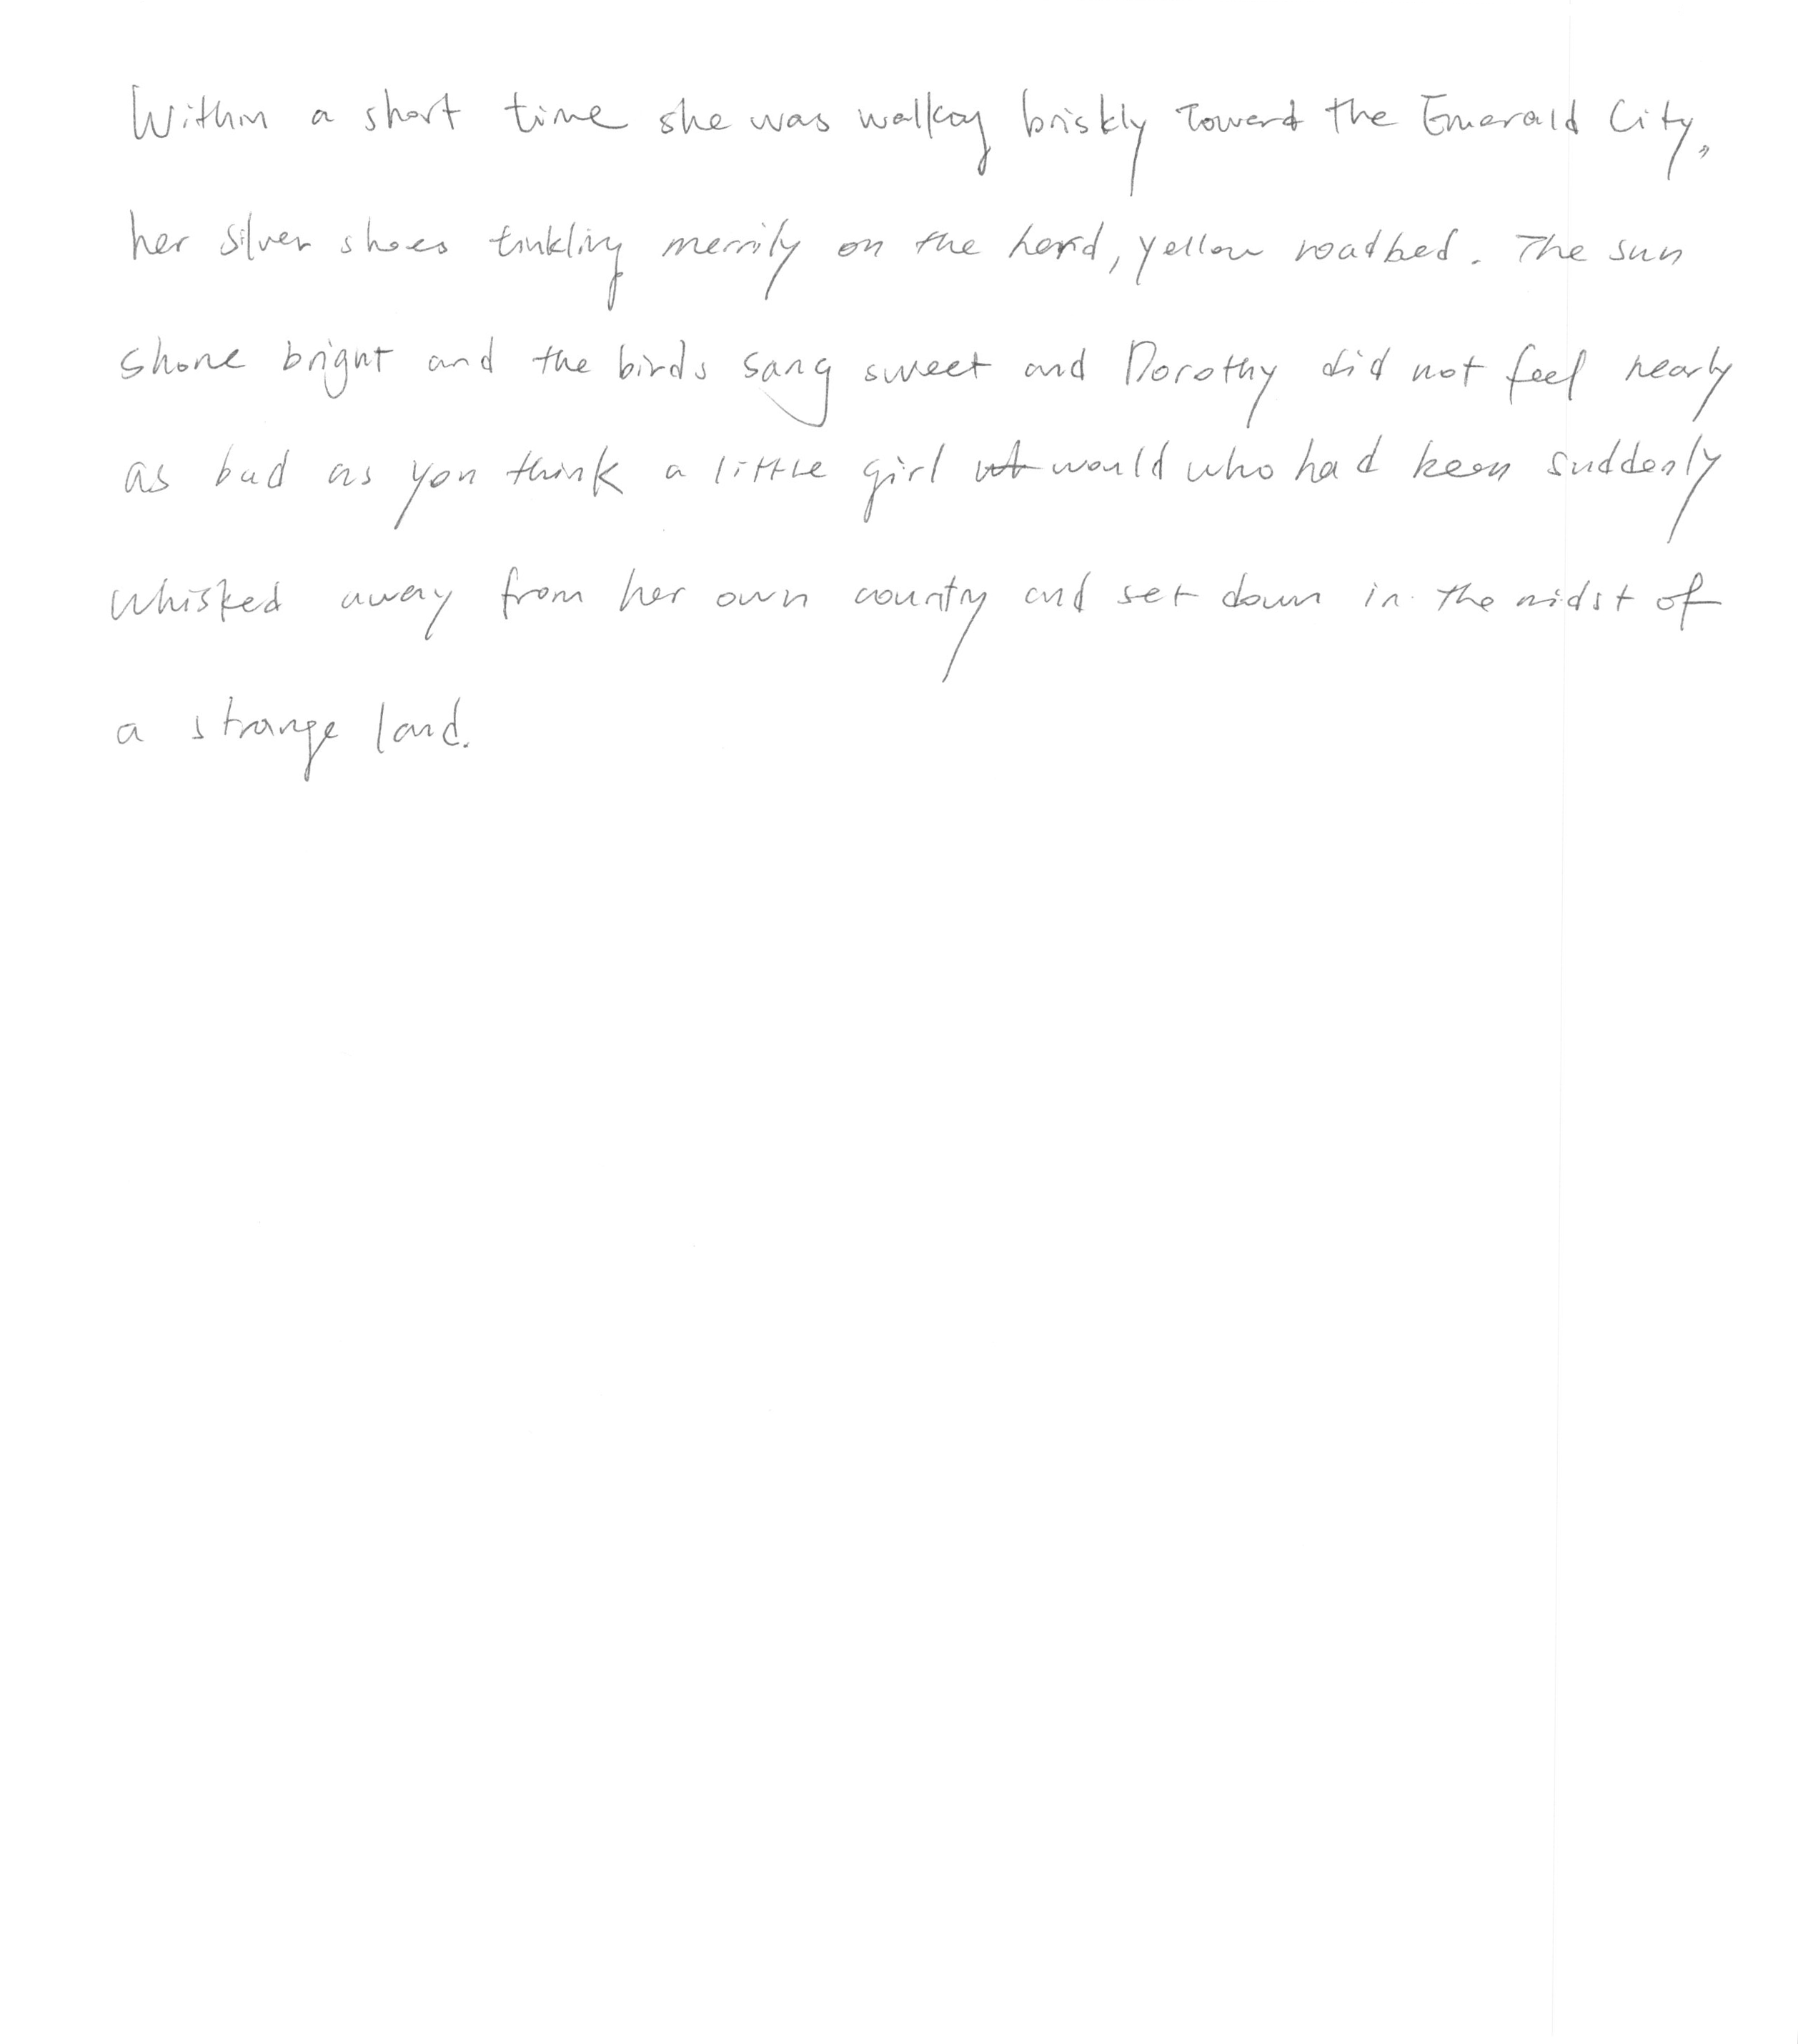 Within a short time she was walking briskly toward the Emerald City,
her silver shoes tinkling merrily on the hard, yellow roadbed. The sun
shone bright and the birds sang sweet and Dorothy did not feel nearly
as bad as you think a little girl would who had been suddenly
whisked away from her own country and set down in the midst of
a strange land.